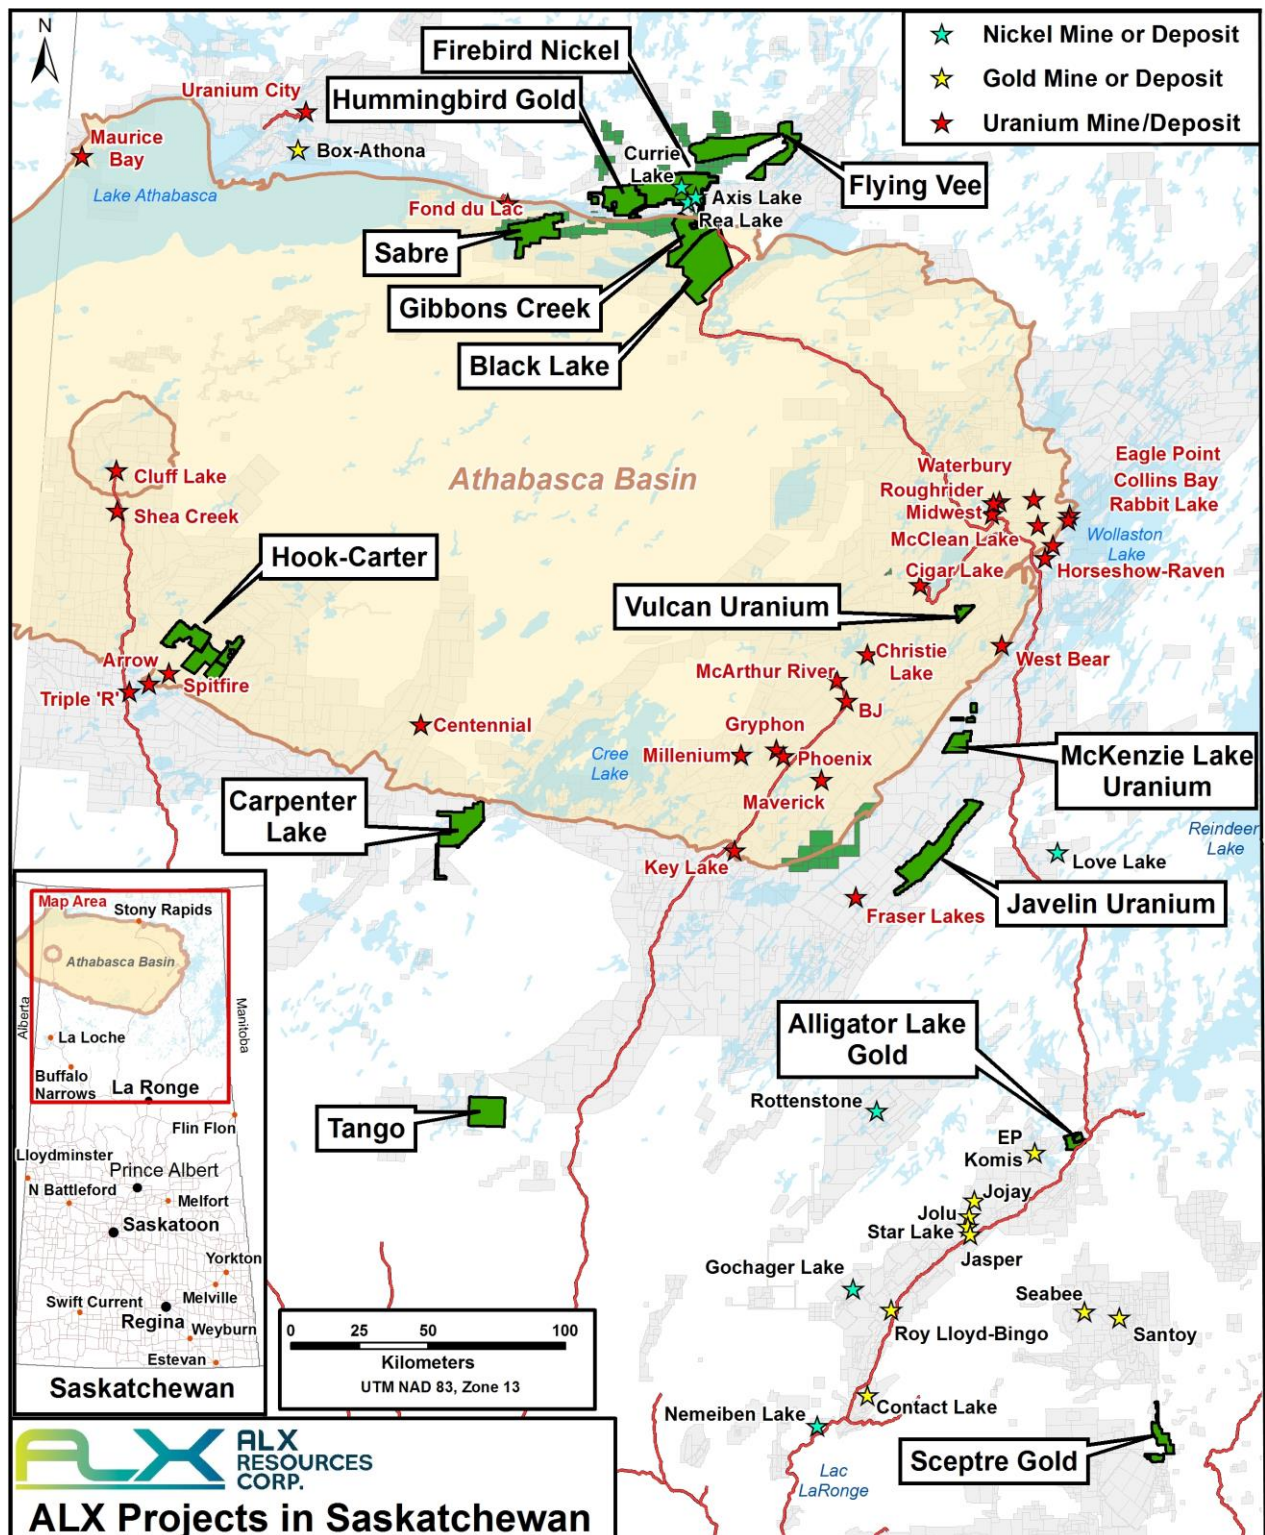 N
Firebird Nickel
Hummingbird Gold
Nickel Mine or Deposit
Gold Mine or Deposit
Uranium Mine/Deposit
Uranium City
Maurice
Bay
Box-Athona
Lake Athabasca
Currie
Lake
Flying Vee
Fond du Lac
Axis Lake
Rea Lake
Sabre
Gibbons Creek
Black Lake
Athabasca Basin
Cluff Lake
Shea Creek
Waterbury
Roughrider
Midwest
McClean Lake
Cigar Lake
Eagle Point
Collins Bay
Rabbit Lake
Wollaston
Lake
Horseshow-Raven
Hook-Carter
Vulcan Uranium
Arrow
Spitfire
Triple 'R'
Christie
Lake
West Bear
McArthur River
BJ
Centennial
Gryphon
Cree
Lake
Millenium
Phoenix
Maverick
McKenzie Lake
Uranium
Carpenter
Lake
Reindeer
Lake
Key Lake
Love Lake
Fraser Lakes
Javelin Uranium
Map Area
Stony Rapids
Athabasca Basin
Alberta
Manitoba
La Loche
Buffalo
Narrows
La Ronge
Flin Flon
Lloydminster
Prince Albert
N Battleford
Melfort
Saskatoon
Yorkton
Melville
Swift Current
Regina
Weyburn
Estevan
Saskatchewan
Alligator Lake
Gold
Rottenstone
Tango
EP
Komis
Jojay
Jolu
Star Lake
Jasper
Gochager Lake
Seabee
Roy Lloyd-Bingo
Santoy
0 25 50 100
Kilometers
UTM NAD 83, Zone 13
Nemeiben Lake
Contact Lake
Sceptre Gold
Lac
LaRonge
ALX
ALX
RESOURCES
CORP.
ALX Projects in Saskatchewan